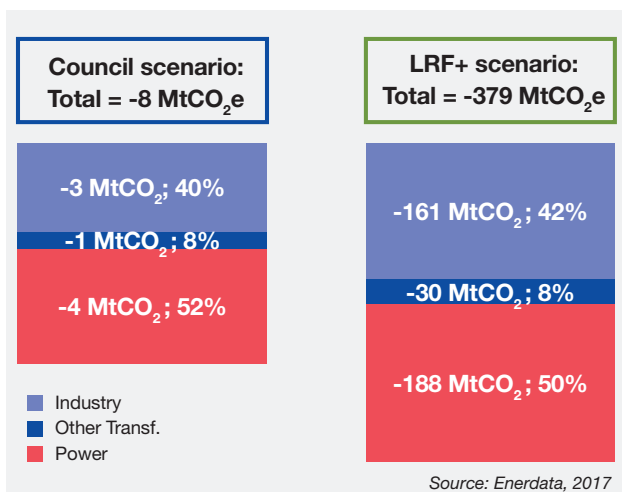 Council scenario:
Total = -8 MtCO₂e
LRF+ scenario:
Total = -379 MtCO₂e
-3 MtCO₂; 40%
-1 MtCO₂; 8%
-4 MtCO₂; 52%
-161 MtCO₂; 42%
-30 MtCO₂; 8%
-188 MtCO₂; 50%
Industry
Other Transf.
Power
Source: Enerdata, 2017